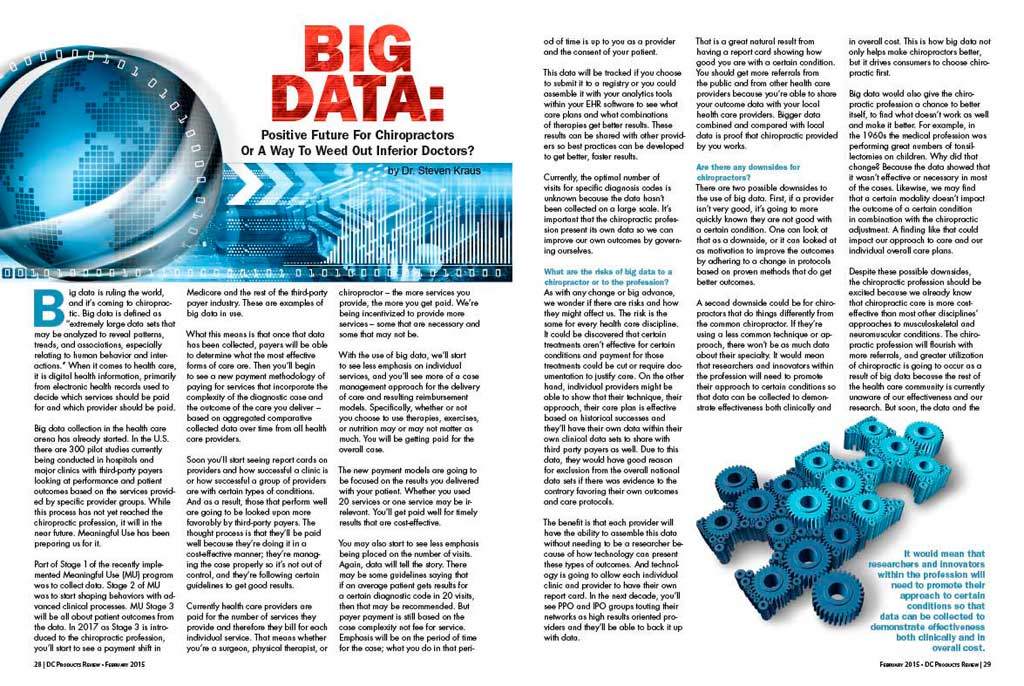 BIG
DATA:
Positive Future For Chiropractors
Or A Way To Weed Out Inferior Doctors?
by Dr. Steven Kraus
Big data is ruling the world,
and it's coming to chiroprac-
tic. Big data is defined as
"extremely large data sets that
may be analyzed to reveal patterns,
trends, and associations, especially
relating to human behavior and inter-
actions." When it comes to health care,
it is digital health information, primarily
from electronic health records used to
decide which services should be paid
for and which provider should be paid.
Big data collection in the health care
arena has already started. In the U.S.
there are 300 pilot studies currently
being conducted in hospitals and
major clinics with third-party payers
looking at performance and patient
outcomes based on the services provid-
ed by specific provider groups. While
this process has not yet reached the
chiropractic profession, it will in the
near future. Meaningful Use has been
preparing us for it.
Part of Stage 1 of the recently imple-
mented Meaningful Use (MU) program
was to collect data. Stage 2 of MU
was to start shaping behaviors with ad-
vanced clinical processes. MU Stage 3
will be all about patient outcomes from
the data. In 2017 as Stage 3 is intro-
duced to the chiropractic profession,
you'll start to see a payment shift in
Medicare and the rest of the third-party
payer industry. These are examples of
big data in use.
What this means is that once that data
has been collected, payers will be able
to determine what the most effective
forms of care are. Then you'll begin
to see a new payment methodology of
paying for services that incorporate the
complexity of the diagnostic case and
the outcome of the care you deliver –
based on aggregated comparative
collected data over time from all health
care providers.
Soon you'll start seeing report cards on
providers and how successful a clinic is
or how successful a group of providers
are with certain types of conditions.
And as a result, those that perform well
are going to be looked upon more
favorably by third-party payers. The
thought process is that they'll be paid
well because they're doing it in a
cost-effective manner; they're manag-
ing the case properly so it's not out of
control, and they're following certain
guidelines to get good results.
Currently health care providers are
paid for the number of services they
provide and therefore they bill for each
individual service. That means whether
you're a surgeon, physical therapist, or
chiropractor – the more services you
provide, the more you get paid. We're
being incentivized to provide more
services – some that are necessary and
some that may not be.
With the use of big data, we'll start
to see less emphasis on individual
services, and you'll see more of a case
management approach for the delivery
of care and resulting reimbursement
models. Specifically, whether or not
you choose to use therapies, exercises,
or nutrition may or may not matter as
much. You will be getting paid for the
overall case.
The new payment models are going to
be focused on the results you delivered
with your patient. Whether you used
20 services or one service may be ir-
relevant. You'll get paid well for timely
results that are cost-effective.
You may also start to see less emphasis
being placed on the number of visits.
Again, data will tell the story. There
may be some guidelines saying that
if an average patient gets results for
a certain diagnostic code in 20 visits,
then that may be recommended. But
payer payment is still based on the
case complexity not fee for service.
Emphasis will be on the period of time
for the case; what you do in that peri-
28 | DC Products Review • February 2015
od of time is up to you as a provider
and the consent of your patient.
This data will be tracked if you choose
to submit it to a registry or you could
assemble it with your analytics tools
within your EHR software to see what
care plans and what combinations
of therapies get better results. These
results can be shared with other provid-
ers so best practices can be developed
to get better, faster results.
Currently, the optimal number of
visits for specific diagnosis codes is
unknown because the data hasn't
been collected on a large scale. It's
important that the chiropractic profes-
sion present its own data so we can
improve our own outcomes by govern-
ing ourselves.
What are the risks of big data to a
chiropractor or to the profession?
As with any change or big advance,
we wonder if there are risks and how
they might affect us. The risk is the
same for every health care discipline.
It could be discovered that certain
treatments aren't effective for certain
conditions and payment for those
treatments could be cut or require doc-
umentation to justify care. On the other
hand, individual providers might be
able to show that their technique, their
approach, their care plan is effective
based on historical successes and
they'll have their own data within their
own clinical data sets to share with
third party payers as well. Due to this
data, they would have good reason
for exclusion from the overall national
data sets if there was evidence to the
contrary favoring their own outcomes
and care protocols.
The benefit is that each provider will
have the ability to assemble this data
without needing to be a researcher be-
cause of how technology can present
these types of outcomes. And technol-
ogy is going to allow each individual
clinic and provider to have their own
report card. In the next decade, you'll
see PPO and IPO groups touting their
networks as high results oriented pro-
viders and they'll be able to back it up
with data.
That is a great natural result from
having a report card showing how
good you are with a certain condition.
You should get more referrals from
the public and from other health care
providers because you're able to share
your outcome data with your local
health care providers. Bigger data
combined and compared with local
data is proof that chiropractic provided
by you works.
Are there any downsides for
chiropractors?
There are two possible downsides to
the use of big data. First, if a provider
isn't very good, it's going to more
quickly known they are not good with
a certain condition. One can look at
that as a downside, or it can looked at
as motivation to improve the outcomes
by adhering to a change in protocols
based on proven methods that do get
better outcomes.
A second downside could be for chiro-
practors that do things differently from
the common chiropractor. If they're
using a less common technique or ap-
proach, there won't be as much data
about their specialty. It would mean
that researchers and innovators within
the profession will need to promote
their approach to certain conditions so
that data can be collected to demon-
strate effectiveness both clinically and
in overall cost. This is how big data not
only helps make chiropractors better,
but it drives consumers to choose chiro-
practic first.
Big data would also give the chiro-
practic profession a chance to better
itself, to find what doesn't work as well
and make it better. For example, in
the 1960s the medical profession was
performing great numbers of tonsil-
lectomies on children. Why did that
change? Because the data showed that
it wasn't effective or necessary in most
of the cases. Likewise, we may find
that a certain modality doesn't impact
the outcome of a certain condition
in combination with the chiropractic
adjustment. A finding like that could
impact our approach to care and our
individual overall care plans.
Despite these possible downsides,
the chiropractic profession should be
excited because we already know
that chiropractic care is more cost-
effective than most other disciplines'
approaches to musculoskeletal and
neuromuscular conditions. The chiro-
practic profession will flourish with
more referrals, and greater utilization
of chiropractic is going to occur as a
result of big data because the rest of
the health care community is currently
unaware of our effectiveness and our
research. But soon, the data and the
It would mean that
researchers and innovators
within the profession will
need to promote their
approach to certain
conditions so that
data can be collected to
demonstrate effectiveness
both clinically and in
overall cost.
February 2015 • DC Products Review | 29